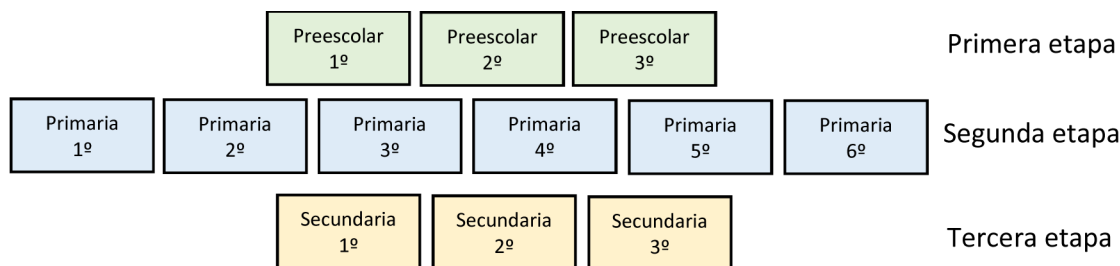 Preescolar
1º
Preescolar
2º
Preescolar
3º
Primera etapa
Primaria
1º
Primaria
2º
Primaria
3º
Primaria
4º
Primaria
5º
Primaria
6º
Segunda etapa
Secundaria
1º
Secundaria
2º
Secundaria
3º
Tercera etapa